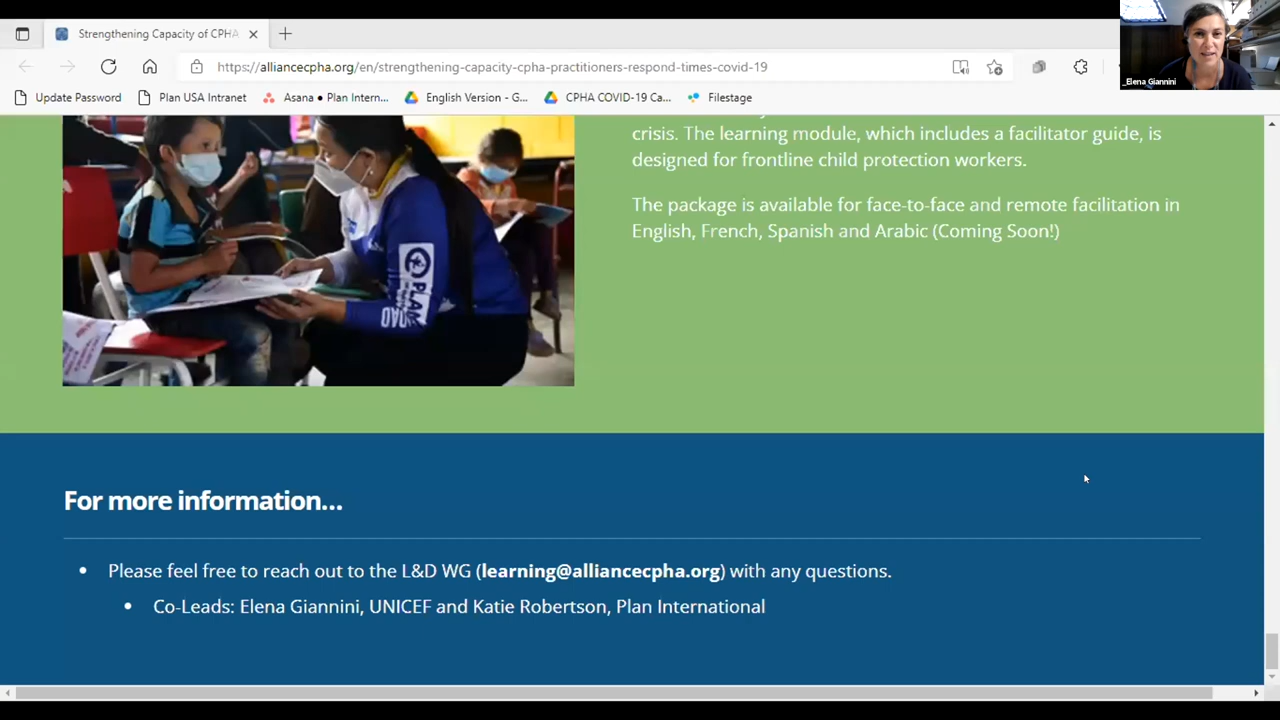 Strengthening Capacity of CPHA
https://alliancecpha.org/en/strengthening-capacity-cpha-practitioners-respond-times-covid-19
Update Password
Plan USA Intranet
Asana ● Plan Intern...
English Version - G...
CPHA COVID-19 Ca...
Filestage
_Elena Giannini
crisis. The learning module, which includes a facilitator guide, is
designed for frontline child protection workers.
The package is available for face-to-face and remote facilitation in
English, French, Spanish and Arabic (Coming Soon!)
PLAN
For more information...
• Please feel free to reach out to the L&D WG (learning@alliancecpha.org) with any questions.
• Co-Leads: Elena Giannini, UNICEF and Katie Robertson, Plan International